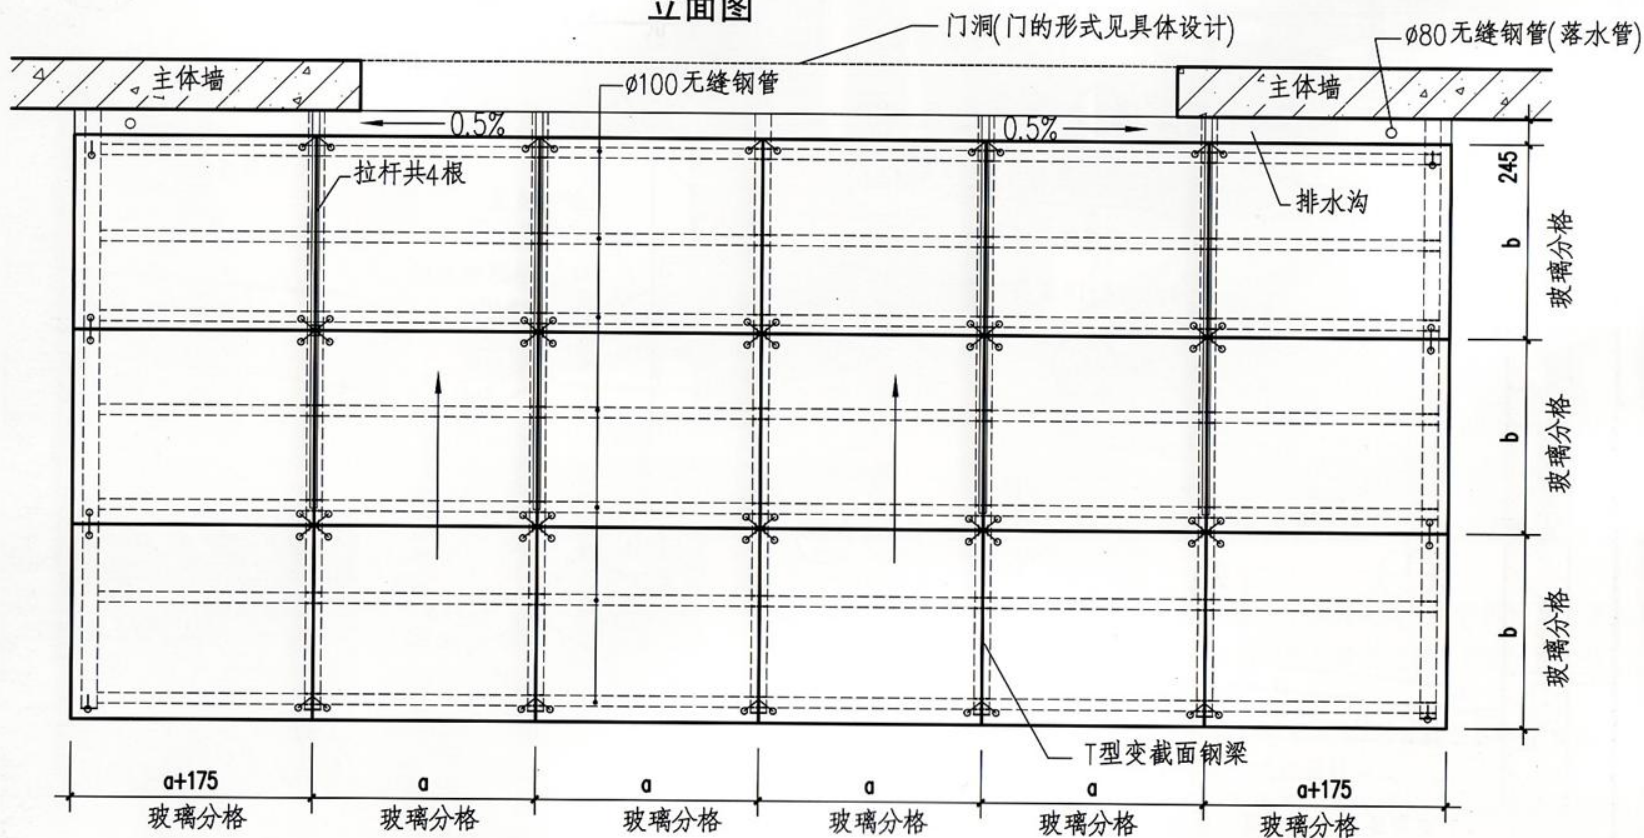 立面图
门洞(门的形式见具体设计)
ø80无缝钢管(落水管)
主体墙
ø100无缝钢管
主体墙
0.5%
0.5%
拉杆共4根
排水沟
245
b
玻璃分格
b
玻璃分格
b
玻璃分格
T型变截面钢梁
a+175
a
a
a
a
a+175
玻璃分格
玻璃分格
玻璃分格
玻璃分格
玻璃分格
玻璃分格